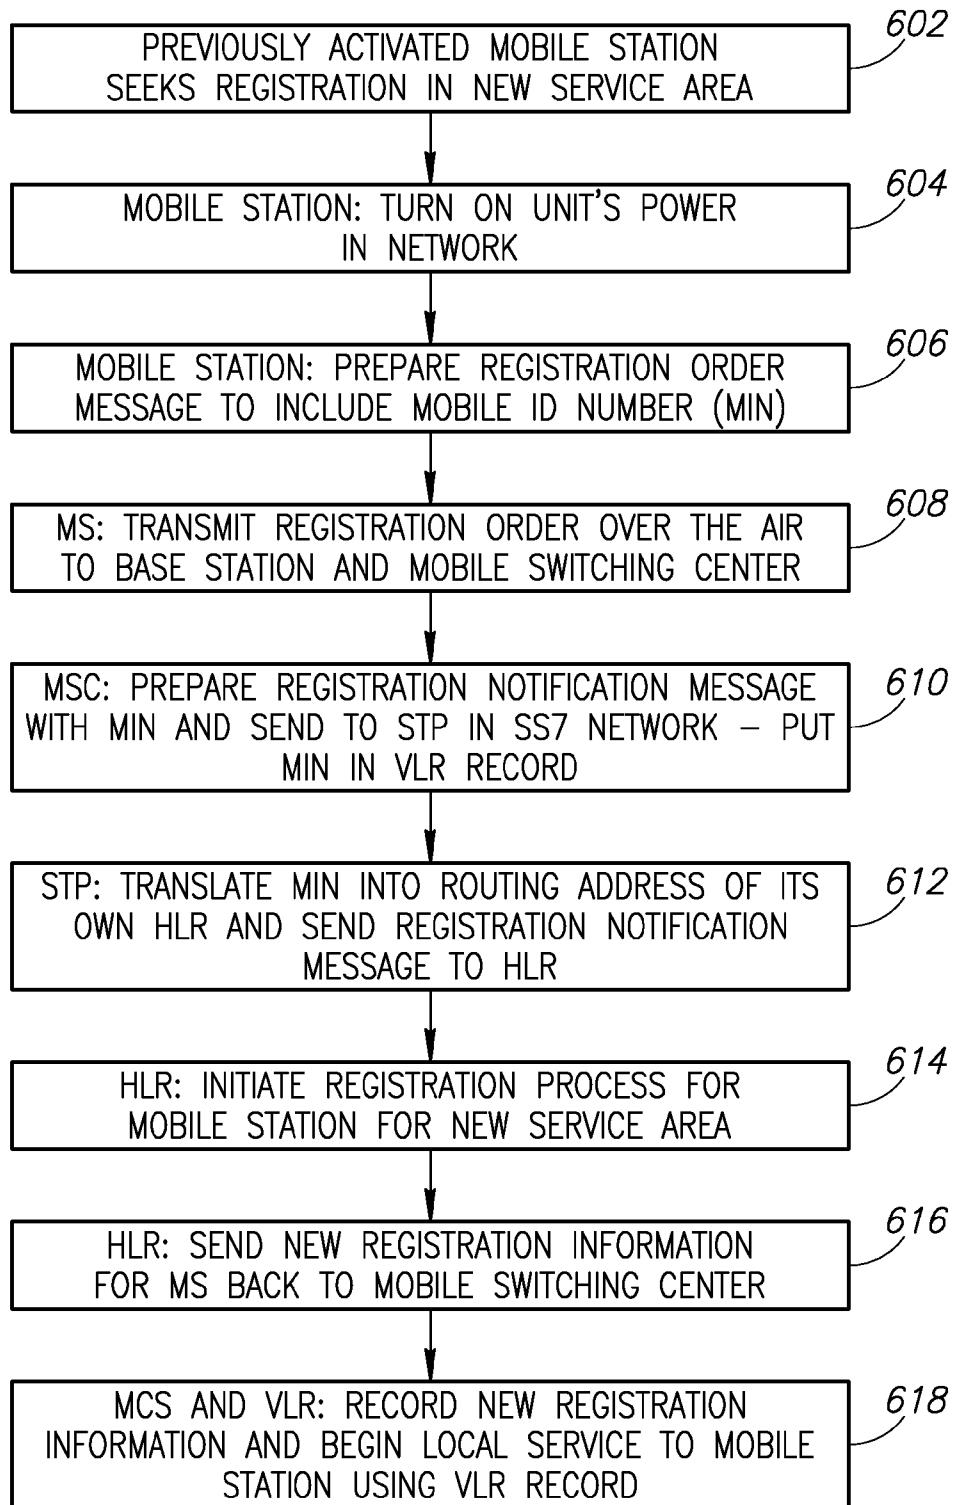 602
PREVIOUSLY ACTIVATED MOBILE STATION
SEEKS REGISTRATION IN NEW SERVICE AREA
604
MOBILE STATION: TURN ON UNIT'S POWER
IN NETWORK
606
MOBILE STATION: PREPARE REGISTRATION ORDER
MESSAGE TO INCLUDE MOBILE ID NUMBER (MIN)
608
MS: TRANSMIT REGISTRATION ORDER OVER THE AIR
TO BASE STATION AND MOBILE SWITCHING CENTER
610
MSC: PREPARE REGISTRATION NOTIFICATION MESSAGE
WITH MIN AND SEND TO STP IN SS7 NETWORK – PUT
MIN IN VLR RECORD
612
STP: TRANSLATE MIN INTO ROUTING ADDRESS OF ITS
OWN HLR AND SEND REGISTRATION NOTIFICATION
MESSAGE TO HLR
614
HLR: INITIATE REGISTRATION PROCESS FOR
MOBILE STATION FOR NEW SERVICE AREA
616
HLR: SEND NEW REGISTRATION INFORMATION
FOR MS BACK TO MOBILE SWITCHING CENTER
618
MCS AND VLR: RECORD NEW REGISTRATION
INFORMATION AND BEGIN LOCAL SERVICE TO MOBILE
STATION USING VLR RECORD